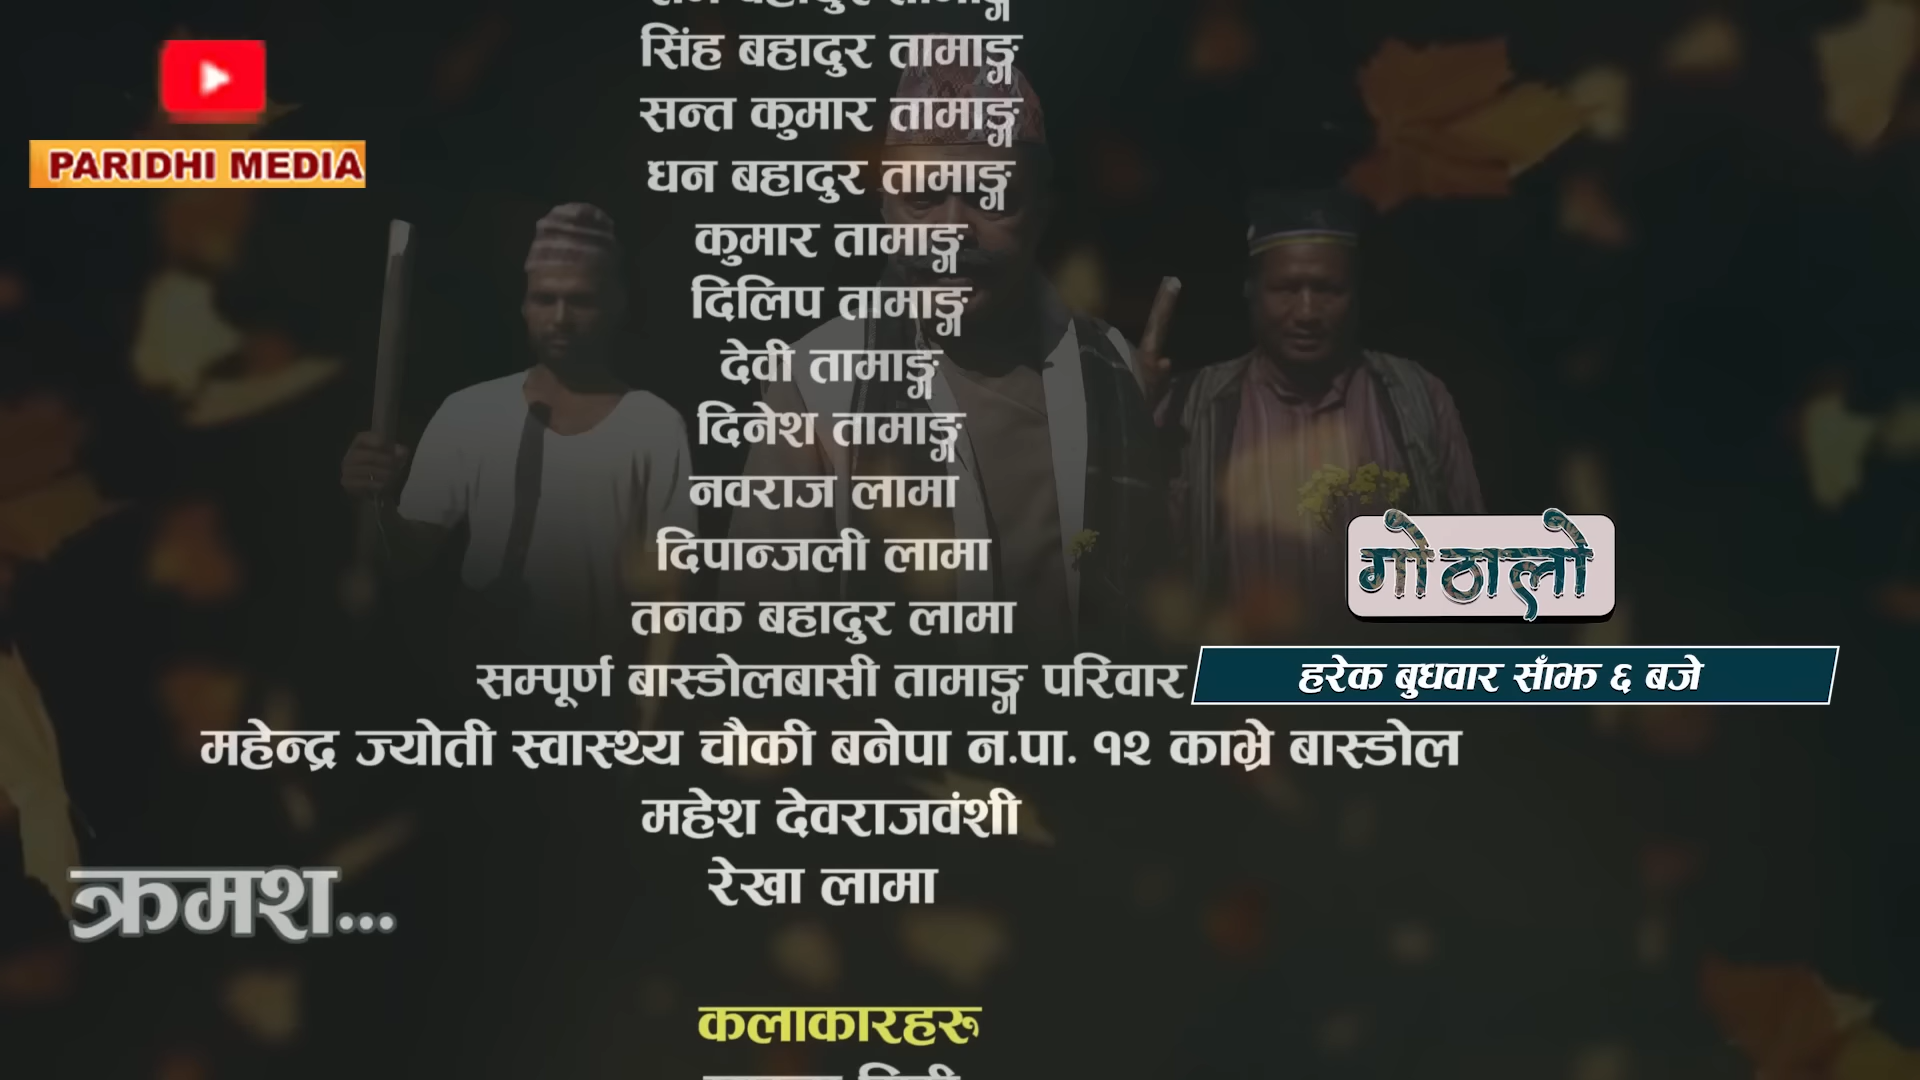 बहादुर तामाङ्ग
सिंह बहादुर तामाङ्ग
सन्त कुमार तामाङ्ग
PARIDHI MEDIA
धन बहादुर तामाङ्ग
कुमार तामाङ्ग
दिलिप तामाङ्ग
देवी तामाङ्ग
दिनेश तामाङ्ग
नवराज लामा
दिपान्जली लामा
गोठालो
तनक बहादुर लामा
सम्पूर्ण बास्डोलबासी तामाङ्ग परिवार
हरेक बुधवार साँझ ६ बजे
महेन्द्र ज्योती स्वास्थ्य चौकी बनेपा न.पा. १२ काभ्रे बास्डोल
महेश देवराजवंशी
रेखा लामा
क्रमश...
कलाकारहरू